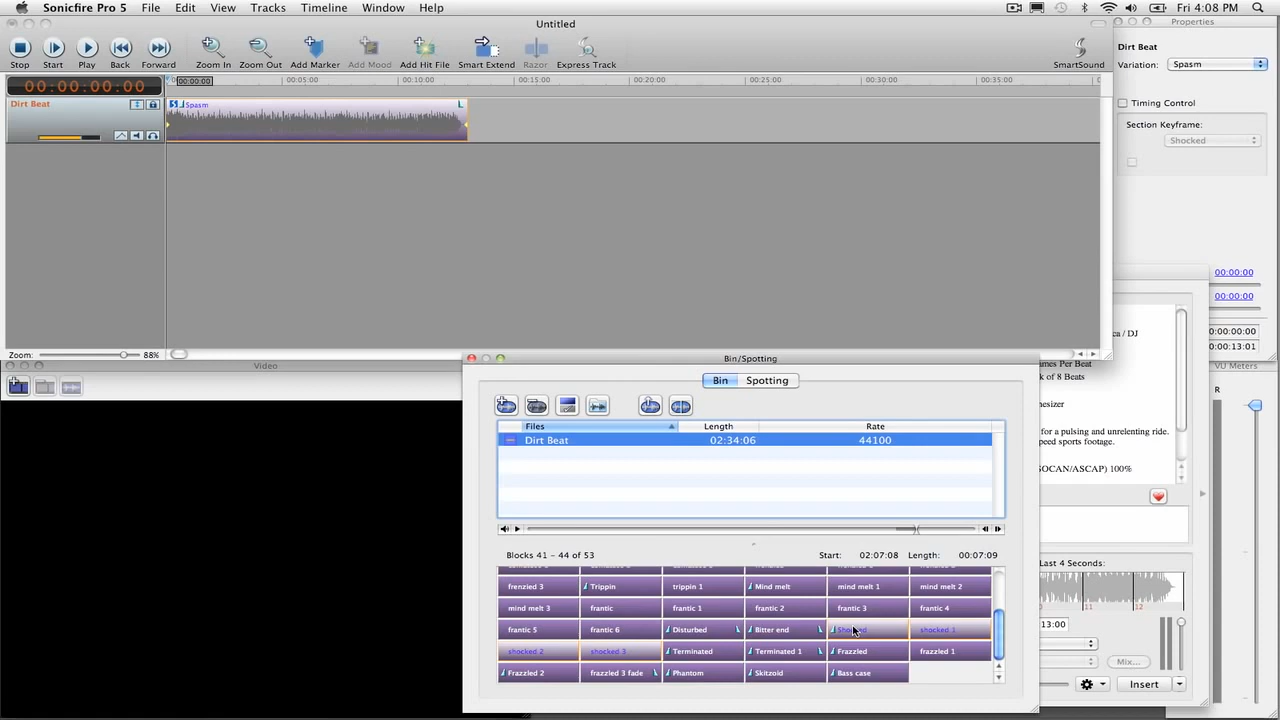 Sonicfire Pro 5 File Edit View Tracks Timeline Window Help Fri 4:08 PM
Untitled
Properties
Stop Start Play Back Forward Zoom In Zoom Out Add Marker Add Mood Add Hit File Smart Extend Razor Express Track SmartSound
Dirt Beat
Variation: Spasm
00:00:00:00 00:00:00 00:05:00 00:10:00 00:15:00 00:20:00 00:25:00 00:30:00 00:35:00
Dirt Beat Spasm
Timing Control
Section Keyframe:
Shocked
00:00:00
00:00:00
00:00:00:00
0:00:13:01
Zoom: 88%
Video
Bin/Spotting
VU Meters
Bin Spotting
R
Files Length Rate
Dirt Beat 02:34:06 44100
ca / DJ
mes Per Beat
k of 8 Beats
hesizer
for a pulsing and unrelenting ride.
peed sports footage.
SOCAN/ASCAP) 100%
Blocks 41 - 44 of 53 Start: 02:07:08 Length: 00:07:09
Last 4 Seconds:
frenzied 3 Trippin trippin 1 Mind melt mind melt 1 mind melt 2
mind melt 3 frantic frantic 1 frantic 2 frantic 3 frantic 4
frantic 5 frantic 6 Disturbed Bitter end Shocked shocked 1
shocked 2 shocked 3 Terminated Terminated 1 Frazzled frazzled 1
Frazzled 2 frazzled 3 fade Phantom Skitzoid Bass case
11 12
13:00
Mix...
Insert